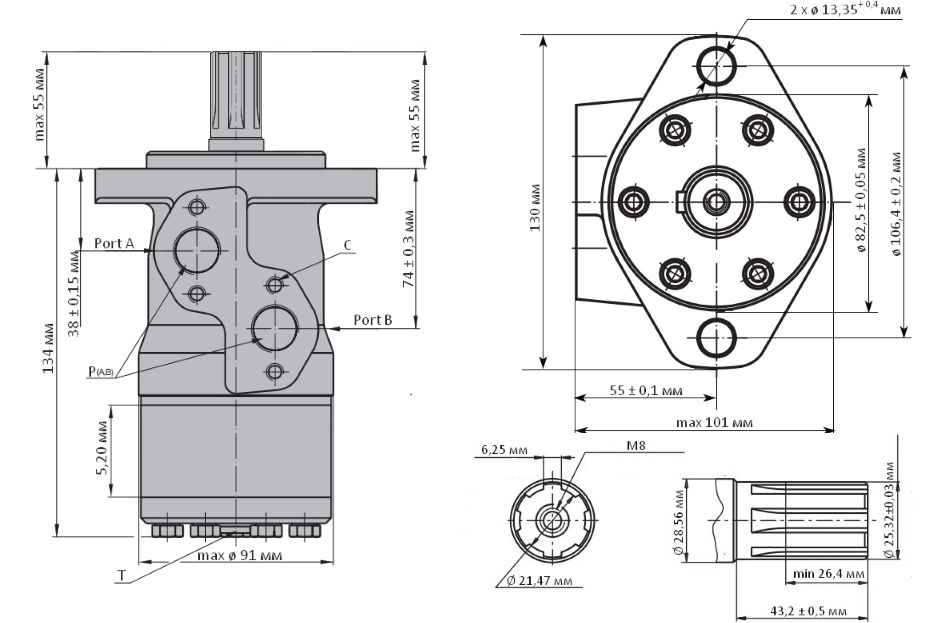 2 x ø 13,35⁺ ⁰,⁴ мм
max 55 мм
max 55 мм
Port A
C
38 ± 0,15 мм
74 ± 0,3 мм
Port B
134 мм
P(A,B)
5,20 мм
max ø 91 мм
T
130 мм
ø 82,5 ± 0,05 мм
ø 106,4 ± 0,2 мм
55 ± 0,1 мм
max 101 мм
6,25 мм
M8
Ø 21,47 мм
Ø 28,56 мм
Ø 25,32±0,03 мм
min 26,4 мм
43,2 ± 0,5 мм